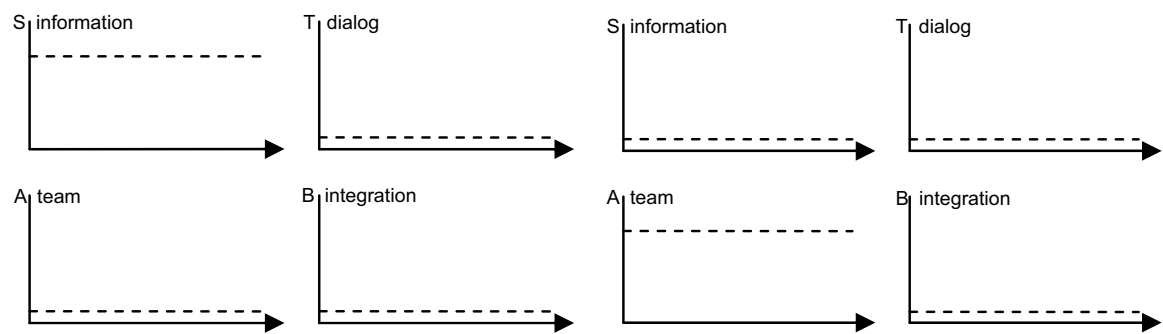 S information T dialog S information T dialog
A team B integration A team B integration